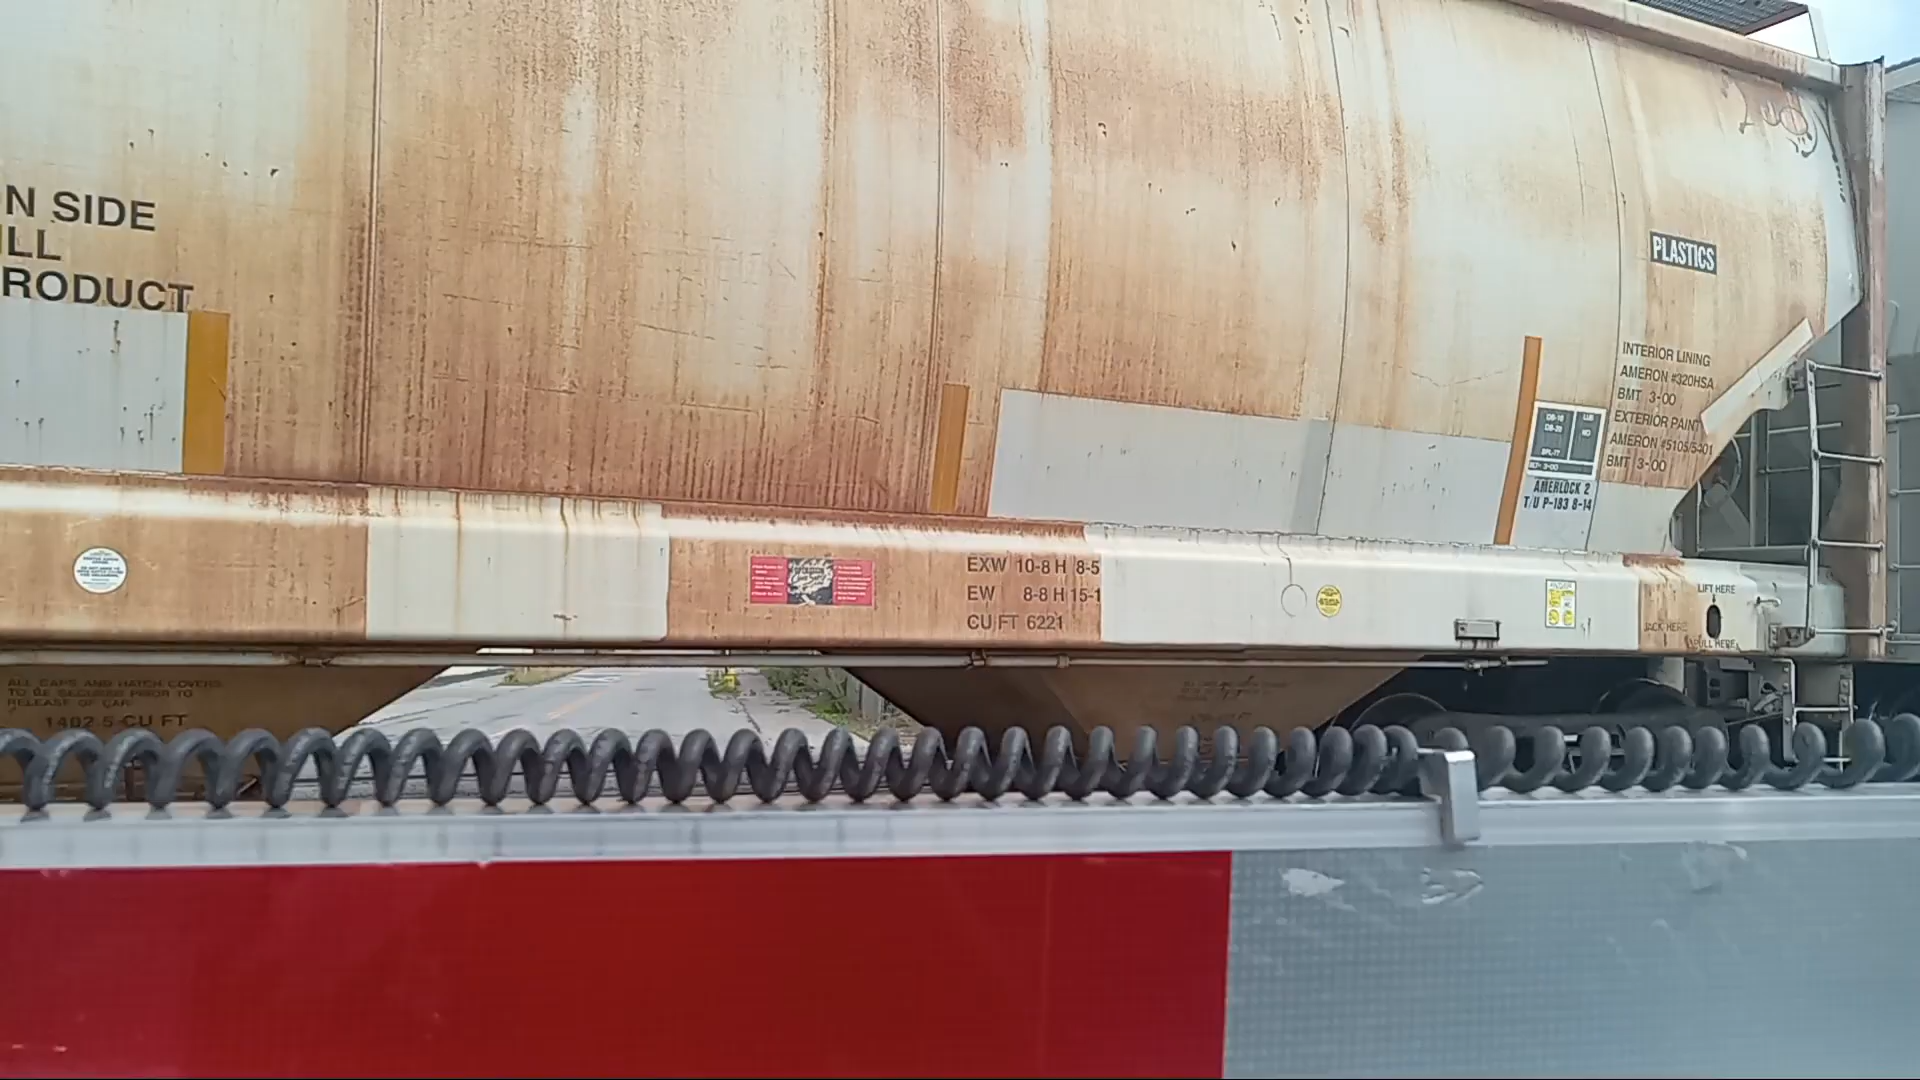 N SIDE
ILL
RODUCT
PLASTICS
INTERIOR LINING
AMERON #320HSA
BMT 3-00
EXTERIOR PAINT
AMERON #5105/5401
BMT 3-00
AMERLOCK 2
T/U P-193 8-14
EXW 10-8 H 8-5
EW 8-8 H 15-1
CU FT 6221
LIFT HERE
JACK HERE
PULL HERE
ALL CAPS AND HATCH COVERS
TO BE SECURED PRIOR TO
RELEASE OF CAR
1402.5 CU FT